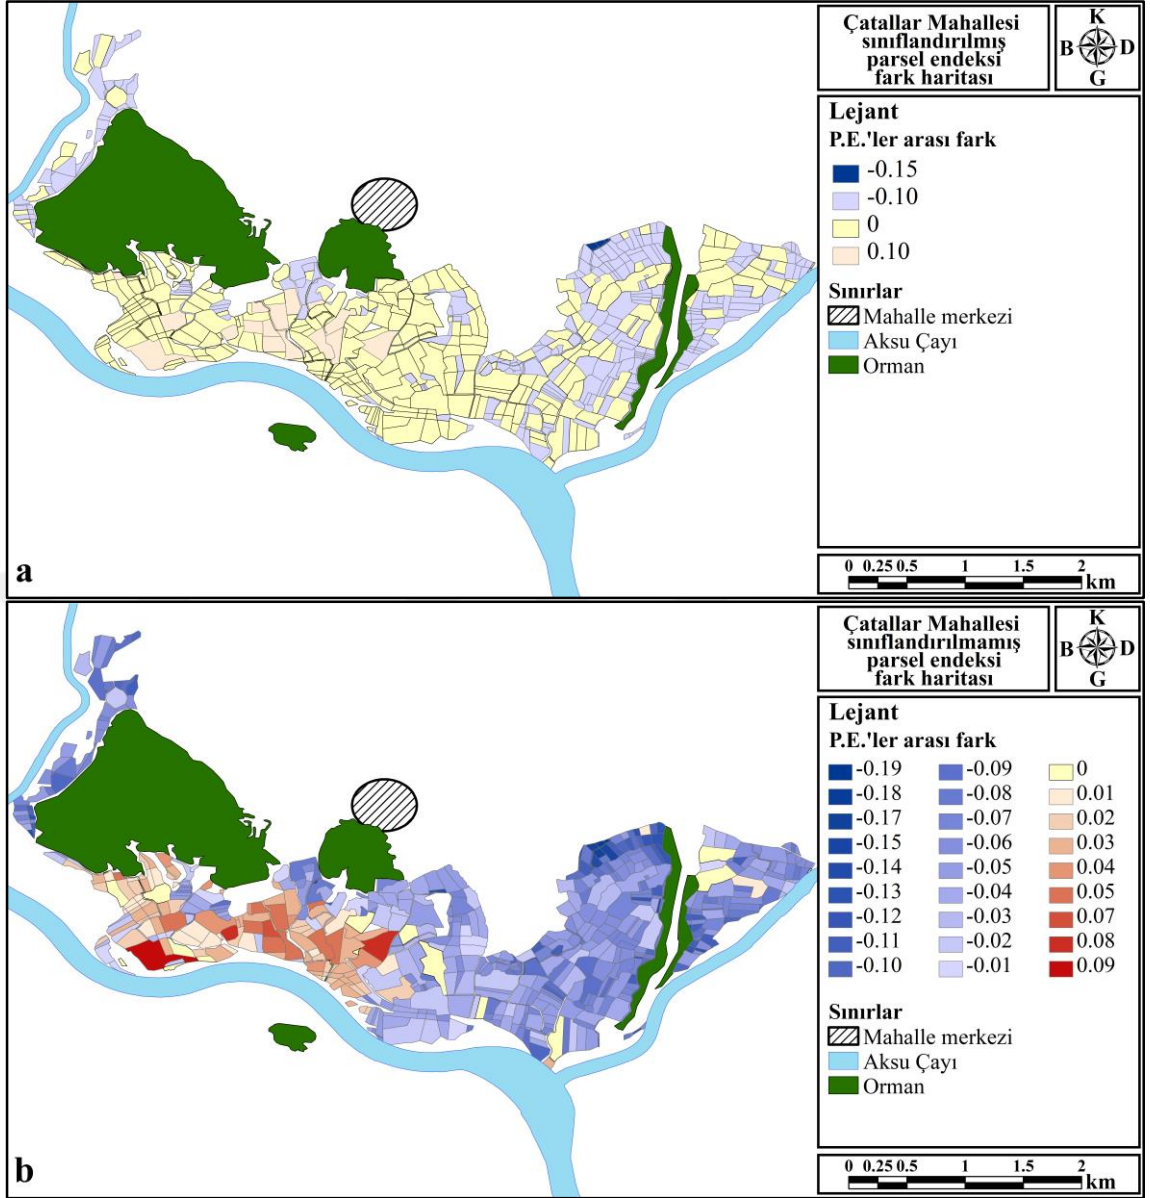 Çatallar Mahallesi
sınıflandırılmış
parsel endeksi
fark haritası
K
B D
G
Lejant
P.E.'ler arası fark
-0.15
-0.10
0
0.10
Sınırlar
Mahalle merkezi
Aksu Çayı
Orman
a
0 0.25 0.5 1 1.5 2
km
Çatallar Mahallesi
sınıflandırılmamış
parsel endeksi
fark haritası
K
B D
G
Lejant
P.E.'ler arası fark
-0.19 -0.09 0
-0.18 -0.08 0.01
-0.17 -0.07 0.02
-0.15 -0.06 0.03
-0.14 -0.05 0.04
-0.13 -0.04 0.05
-0.12 -0.03 0.07
-0.11 -0.02 0.08
-0.10 -0.01 0.09
Sınırlar
Mahalle merkezi
Aksu Çayı
Orman
b
0 0.25 0.5 1 1.5 2
km